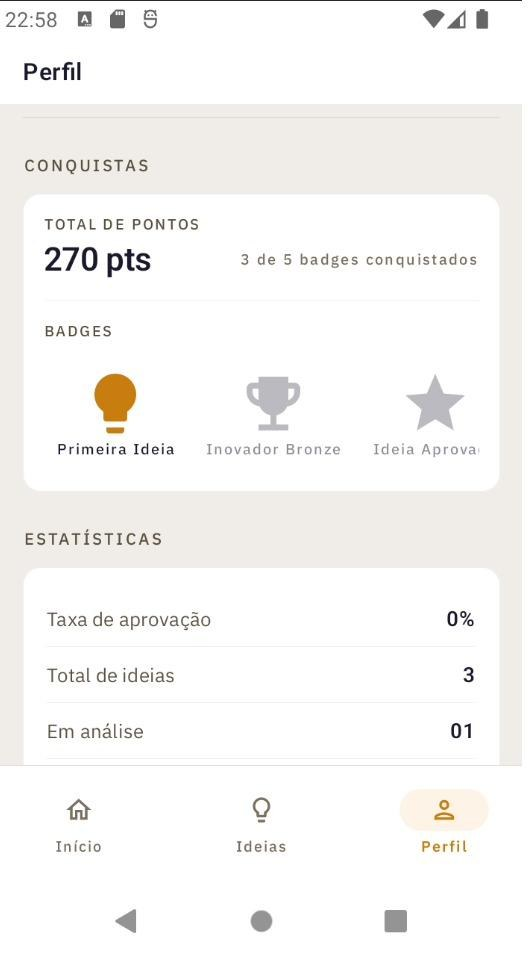 22:58
Perfil
CONQUISTAS
TOTAL DE PONTOS
270 pts
3 de 5 badges conquistados
BADGES
Primeira Ideia
Inovador Bronze
Ideia Aprova
ESTATÍSTICAS
Taxa de aprovação 0%
Total de ideias 3
Em análise 01
Início
Ideias
Perfil